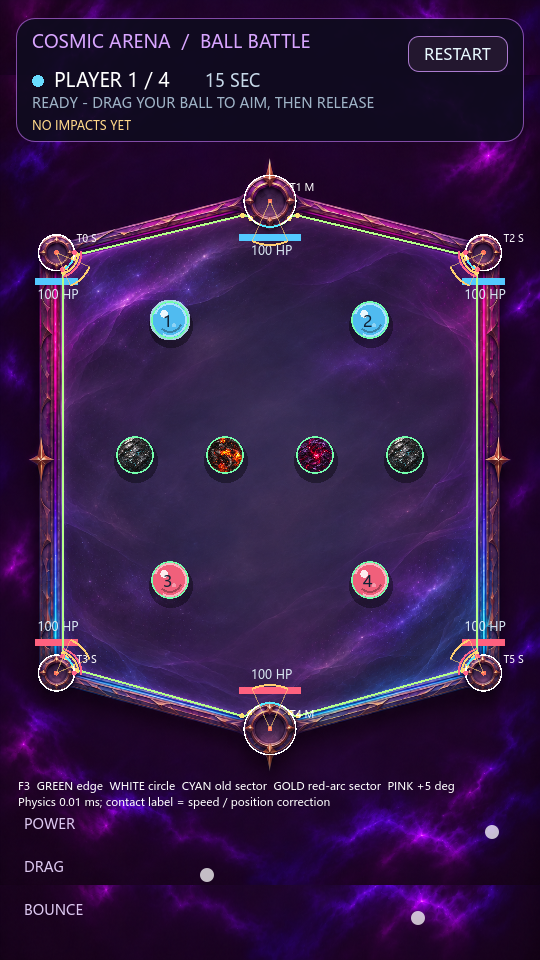 COSMIC ARENA / BALL BATTLE
RESTART
PLAYER 1 / 4 15 SEC
READY - DRAG YOUR BALL TO AIM, THEN RELEASE
NO IMPACTS YET
T1 M
T0 S
T2 S
100 HP
100 HP
100 HP
1
2
3
4
100 HP
100 HP
T3 S
T5 S
100 HP
T4 M
F3 GREEN edge WHITE circle CYAN old sector GOLD red-arc sector PINK +5 deg
Physics 0.01 ms; contact label = speed / position correction
POWER
DRAG
BOUNCE